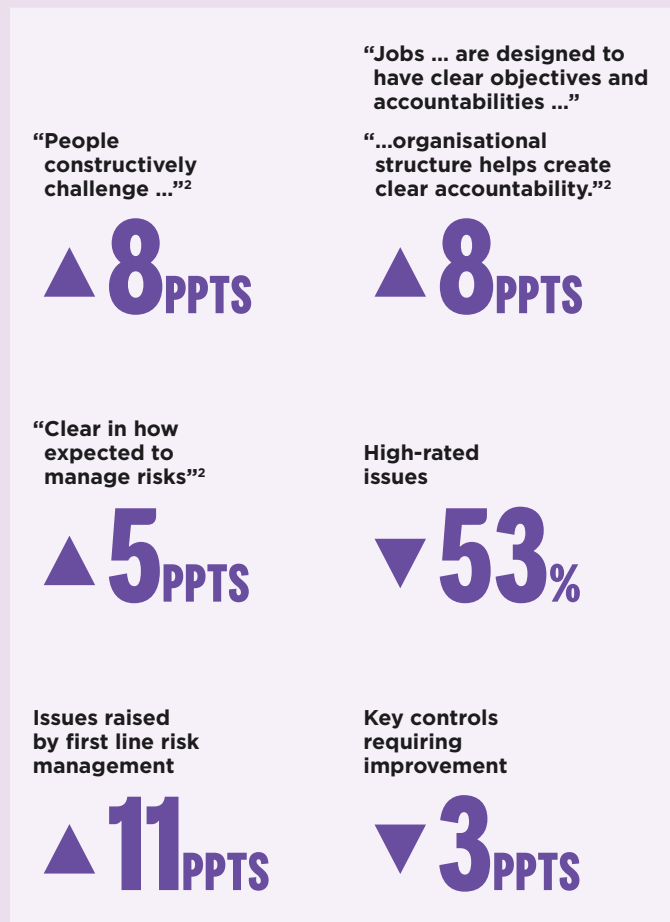 “People
constructively
challenge ...”²
▲ 8PPTS
“Jobs ... are designed to
have clear objectives and
accountabilities ...”
“...organisational
structure helps create
clear accountability.”²
▲ 8PPTS
“Clear in how
expected to
manage risks”²
▲ 5PPTS
High-rated
issues
▼ 53%
Issues raised
by first line risk
management
▲ 11PPTS
Key controls
requiring
improvement
▼ 3PPTS